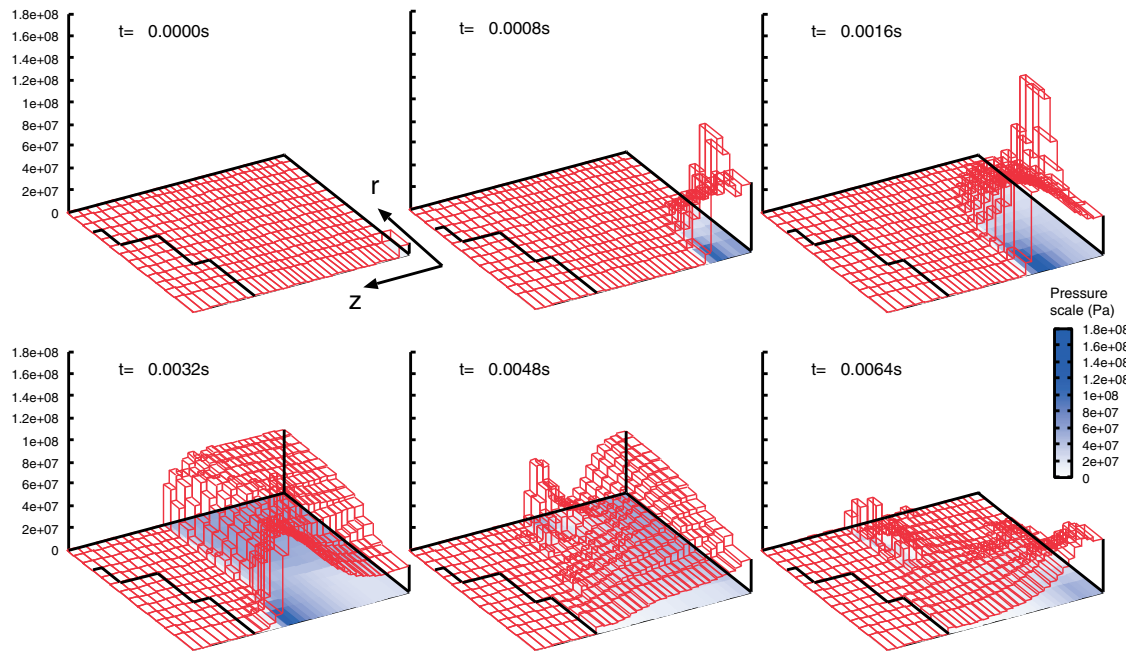 1.8e+08
1.6e+08
1.4e+08
1.2e+08
1e+08
8e+07
6e+07
4e+07
2e+07
0
t= 0.0000s
r
z
t= 0.0008s
t= 0.0016s
Pressure
scale (Pa)
1.8e+08
1.6e+08
1.4e+08
1.2e+08
1e+08
8e+07
6e+07
4e+07
2e+07
0
1.8e+08
1.6e+08
1.4e+08
1.2e+08
1e+08
8e+07
6e+07
4e+07
2e+07
0
t= 0.0032s
t= 0.0048s
t= 0.0064s